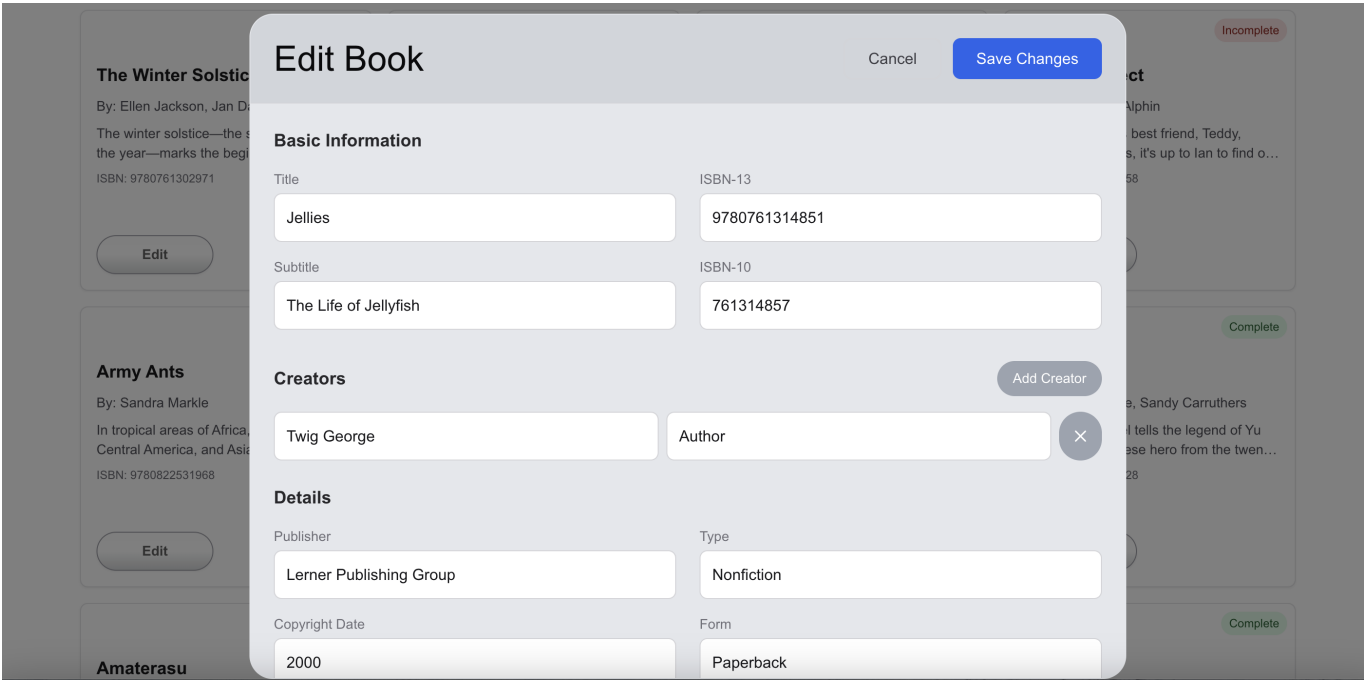 Edit Book
Cancel
Save Changes
Basic Information
Title
Jellies
ISBN-13
9780761314851
Subtitle
The Life of Jellyfish
ISBN-10
761314857
Creators
Add Creator
Twig George
Author
Details
Publisher
Lerner Publishing Group
Type
Nonfiction
Copyright Date
2000
Form
Paperback
The Winter Solstic
By: Ellen Jackson, Jan Da
The winter solstice—the s
the year—marks the begi
ISBN: 9780761302971
Edit
Army Ants
By: Sandra Markle
In tropical areas of Africa,
Central America, and Asia
ISBN: 9780822531968
Edit
Amaterasu
Incomplete
ect
Alphin
best friend, Teddy,
s, it's up to Ian to find o…
58
Complete
e, Sandy Carruthers
l tells the legend of Yu
ese hero from the twen…
28
Complete